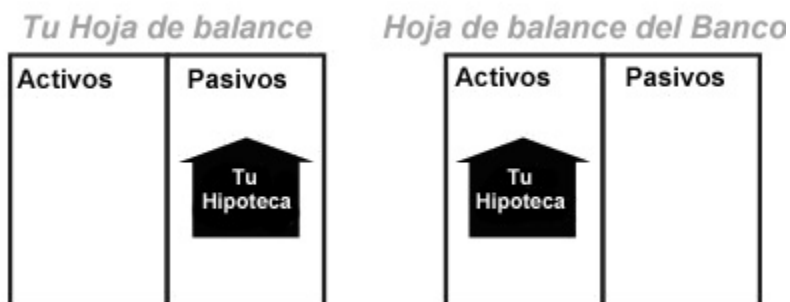 Tu Hoja de balance
Activos
Pasivos
Tu
Hipoteca
Hoja de balance del Banco
Activos
Tu
Hipoteca
Pasivos